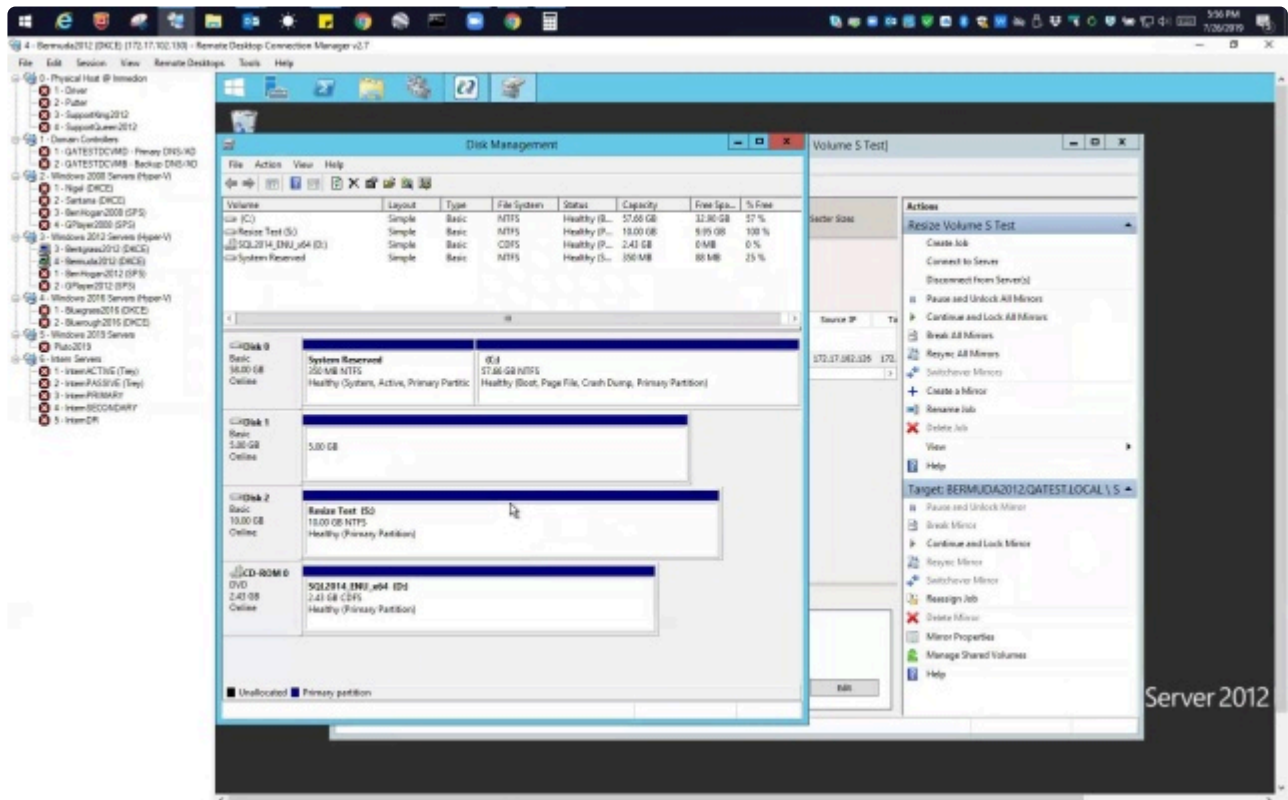 3:56 PM
7/26/2019
4 - Bermuda2012 (DKCE) (172.17.102.130) - Remote Desktop Connection Manager v2.7
File Edit Session View Remote Desktops Tools Help
0 - Physical Host @ Immedion
1 - Driver
2 - Putter
3 - SupportKing2012
4 - SupportQueen2012
1 - Domain Controllers
1 - QATESTDCVMD - Primary DNS/AD
2 - QATESTDCVMB - Backup DNS/AD
2 - Windows 2008 Servers (Hyper-V)
1 - Nigel (DKCE)
2 - Santana (DKCE)
3 - BenHogan2008 (SPS)
4 - GPlayer2008 (SPS)
3 - Windows 2012 Servers (Hyper-V)
3 - Bentgrass2012 (DKCE)
4 - Bermuda2012 (DKCE)
1 - BenHogan2012 (SPS)
2 - GPlayer2012 (SPS)
4 - Windows 2016 Servers (Hyper-V)
1 - Bluegrass2016 (DKCE)
2 - Bluerough2016 (DKCE)
5 - Windows 2019 Servers
Pluto2019
6 - Intern Servers
1 - InternACTIVE (Trey)
2 - InternPASSIVE (Trey)
3 - InternPRIMARY
4 - InternSECONDARY
5 - InternDR
Disk Management
File Action View Help
Volume Layout Type File System Status Capacity Free Spa... % Free
(C:) Simple Basic NTFS Healthy (B... 57.66 GB 32.90 GB 57 %
Resize Test (S:) Simple Basic NTFS Healthy (P... 10.00 GB 9.95 GB 100 %
SQL2014_ENU_x64 (D:) Simple Basic CDFS Healthy (P... 2.43 GB 0 MB 0 %
System Reserved Simple Basic NTFS Healthy (S... 350 MB 88 MB 25 %
Disk 0
Basic
58.00 GB
Online
System Reserved
350 MB NTFS
Healthy (System, Active, Primary Partitic
(C:)
57.66 GB NTFS
Healthy (Boot, Page File, Crash Dump, Primary Partition)
Disk 1
Basic
5.00 GB
Online
5.00 GB
Disk 2
Basic
10.00 GB
Online
Resize Test (S:)
10.00 GB NTFS
Healthy (Primary Partition)
CD-ROM 0
DVD
2.43 GB
Online
SQL2014_ENU_x64 (D:)
2.43 GB CDFS
Healthy (Primary Partition)
Unallocated Primary partition
Volume S Test]
Sector Sizes
Source IP Ta
172.17.102.126 172.
Edit
Actions
Resize Volume S Test
Create Job
Connect to Server
Disconnect from Server(s)
Pause and Unlock All Mirrors
Continue and Lock All Mirrors
Break All Mirrors
Resync All Mirrors
Switchover Mirrors
Create a Mirror
Rename Job
Delete Job
View
Help
Target: BERMUDA2012.QATEST.LOCAL \ S
Pause and Unlock Mirror
Break Mirror
Continue and Lock Mirror
Resync Mirror
Switchover Mirror
Reassign Job
Delete Mirror
Mirror Properties
Manage Shared Volumes
Help
Server 2012